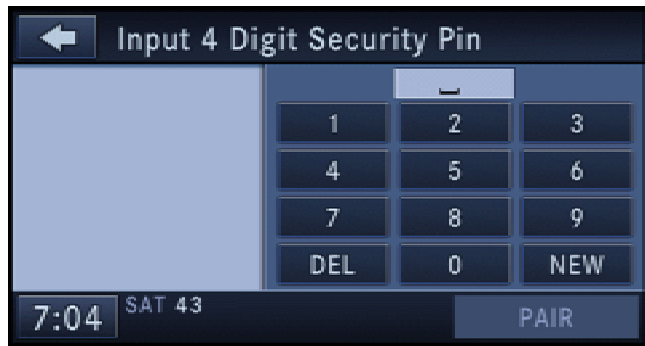 Input 4 Digit Security Pin
1 2 3
4 5 6
7 8 9
DEL 0 NEW
7:04 SAT 43 PAIR